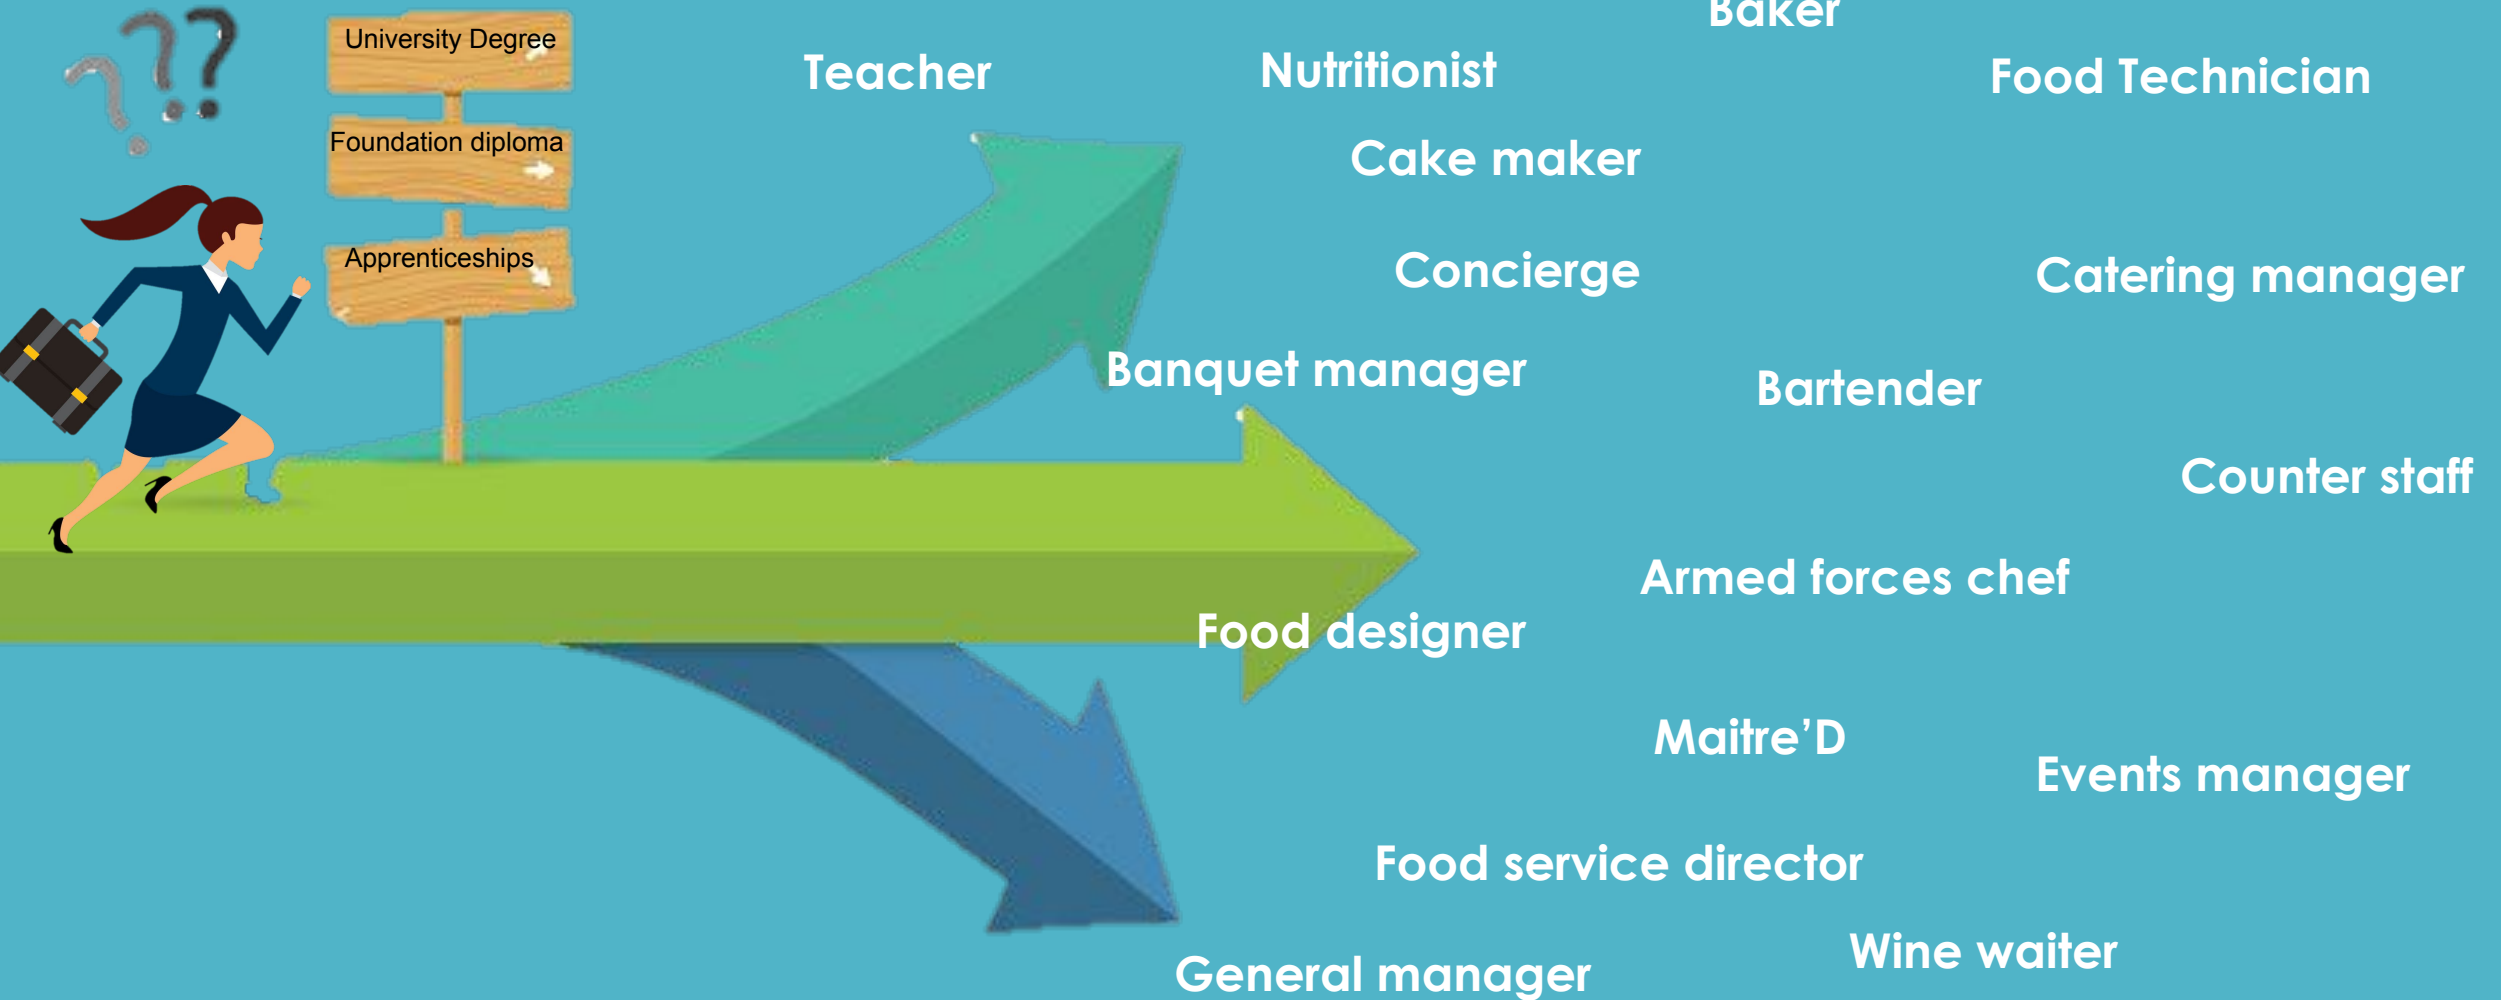 University Degree
Foundation diploma
Apprenticeships
Baker
Teacher
Nutritionist
Food Technician
Cake maker
Concierge
Catering manager
Banquet manager
Bartender
Counter staff
Armed forces chef
Food designer
Maitre’D
Events manager
Food service director
Wine waiter
General manager